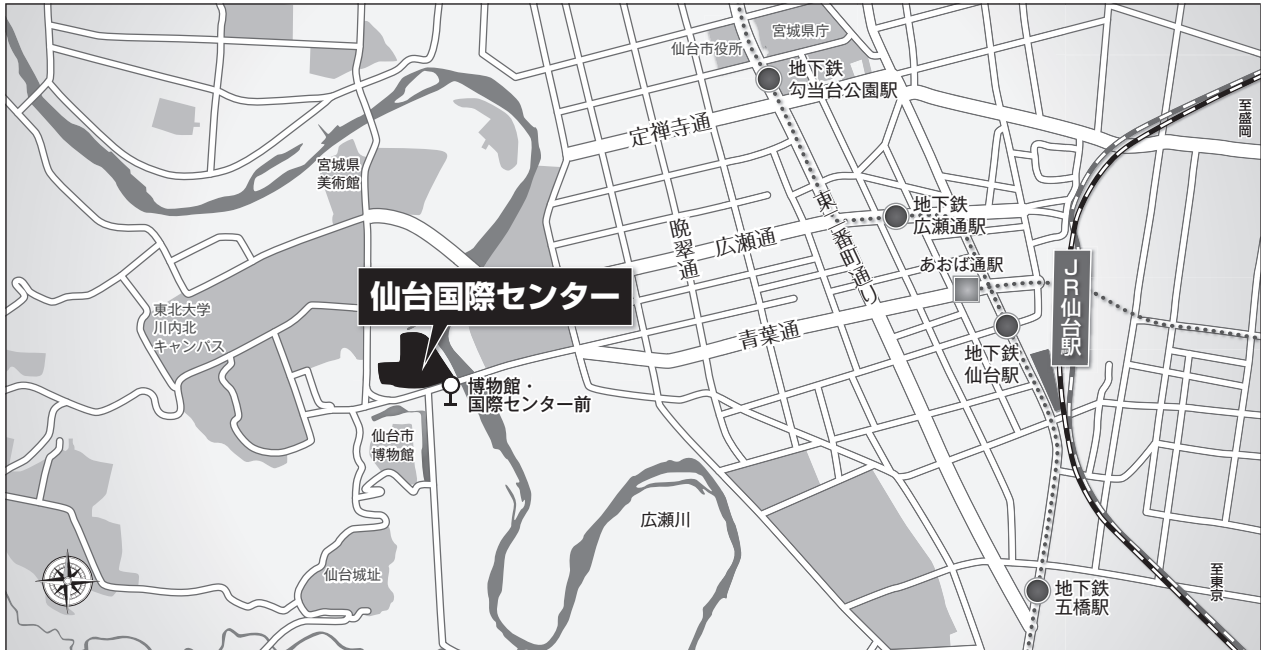 宮城県庁
仙台市役所
地下鉄
勾当台公園駅
至盛岡
定禅寺通
宮城県
美術館
東一番町通り
地下鉄
広瀬通駅
晩翠通
広瀬通
あおば通駅
JR仙台駅
仙台国際センター
東北大学
川内北
キャンパス
青葉通
地下鉄
仙台駅
博物館・
国際センター前
仙台市
博物館
広瀬川
仙台城址
至東京
地下鉄
五橋駅